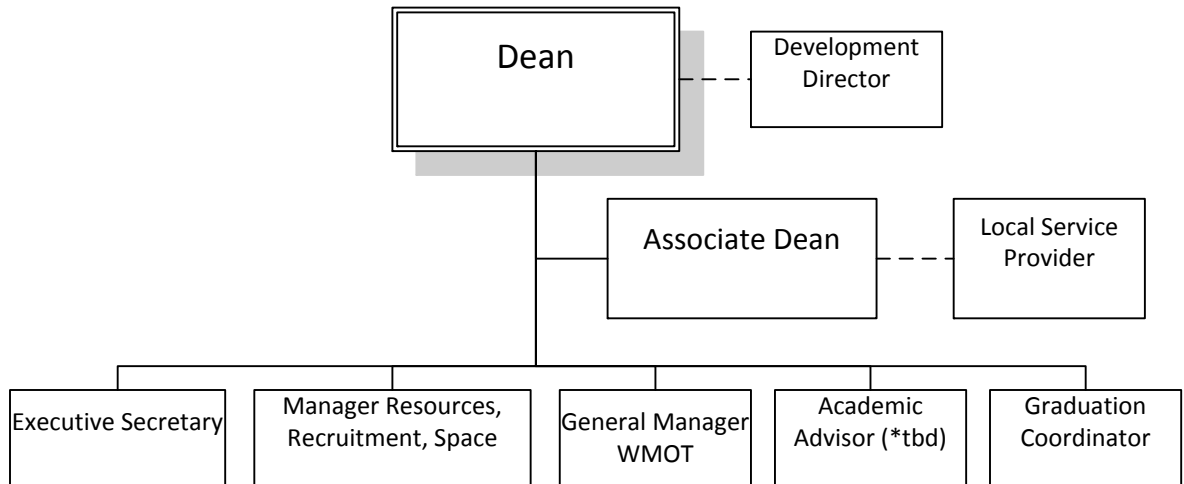 Dean
Development
Director
Associate Dean
Local Service
Provider
Executive Secretary
Manager Resources,
Recruitment, Space
General Manager
WMOT
Academic
Advisor (*tbd)
Graduation
Coordinator